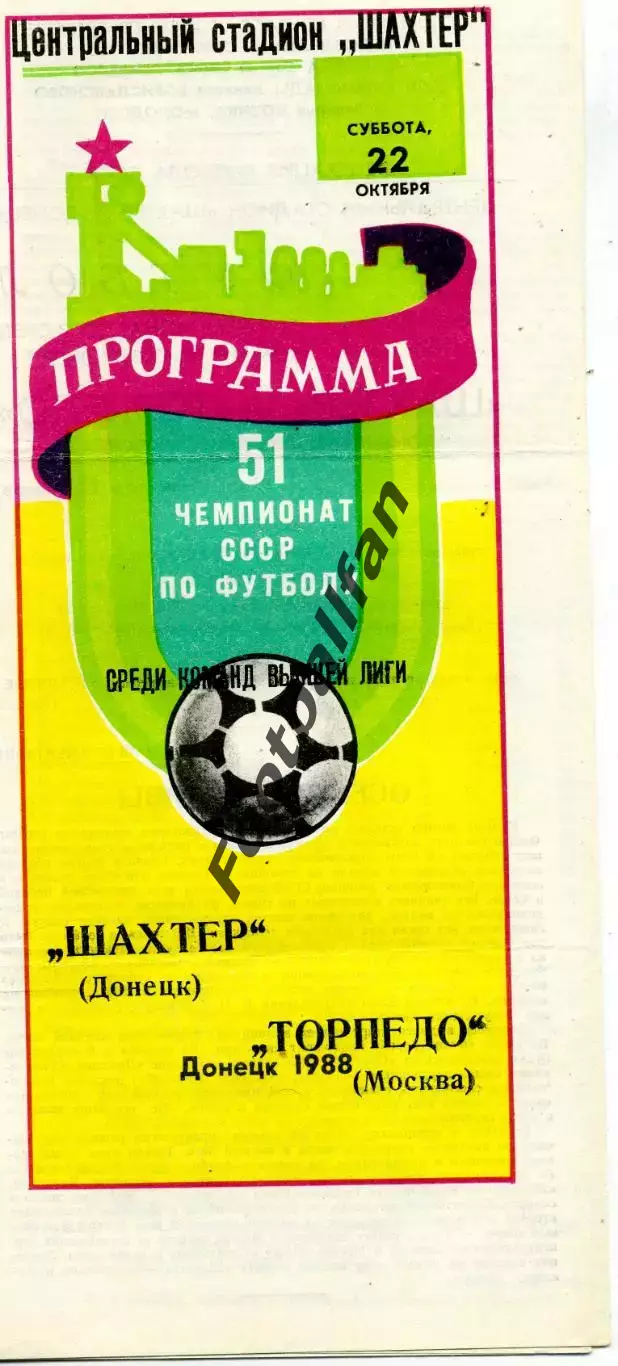 Центральный стадион „ШАХТЕР"
СУББОТА,
22
ОКТЯБРЯ
ПРОГРАММА
51
ЧЕМПИОНАТ
СССР
ПО ФУТБОЛУ
СРЕДИ КОМАНД ВЫСШЕЙ ЛИГИ
Footballfan
„ШАХТЕР“
(Донецк)
„ТОРПЕДО“
Донецк 1988
(Москва)